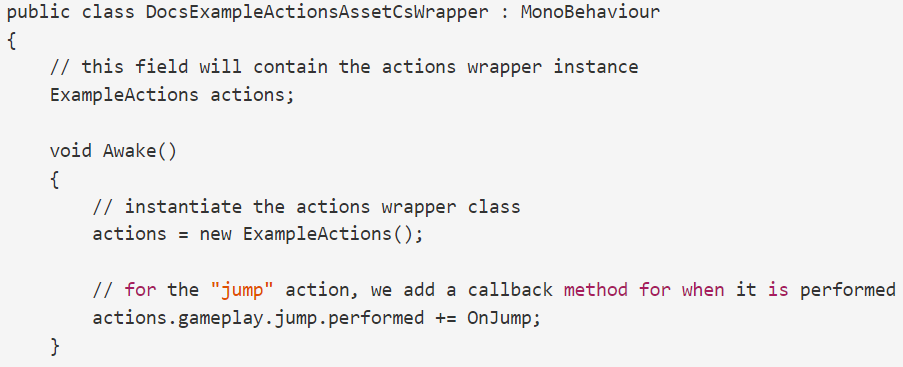 public class DocsExampleActionsAssetCsWrapper : MonoBehaviour
{
    // this field will contain the actions wrapper instance
    ExampleActions actions;

    void Awake()
    {
        // instantiate the actions wrapper class
        actions = new ExampleActions();

        // for the "jump" action, we add a callback method for when it is performed
        actions.gameplay.jump.performed += OnJump;
    }